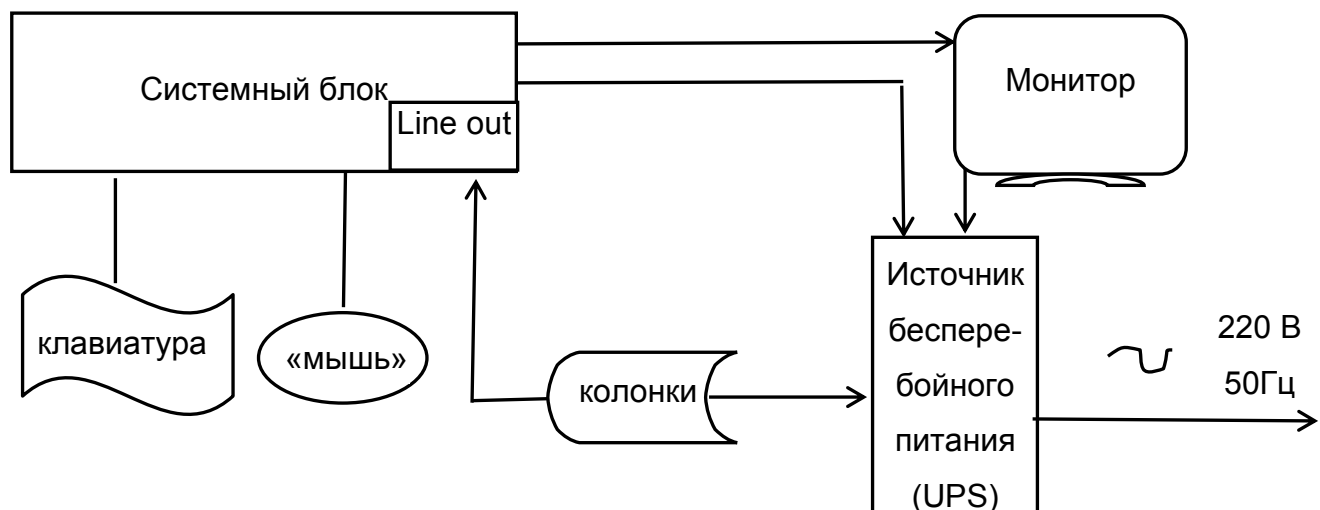 Системный блок
Line out
Монитор
клавиатура
«мышь»
колонки
Источник
беспере-
бойного
питания
(UPS)
220 В
50Гц